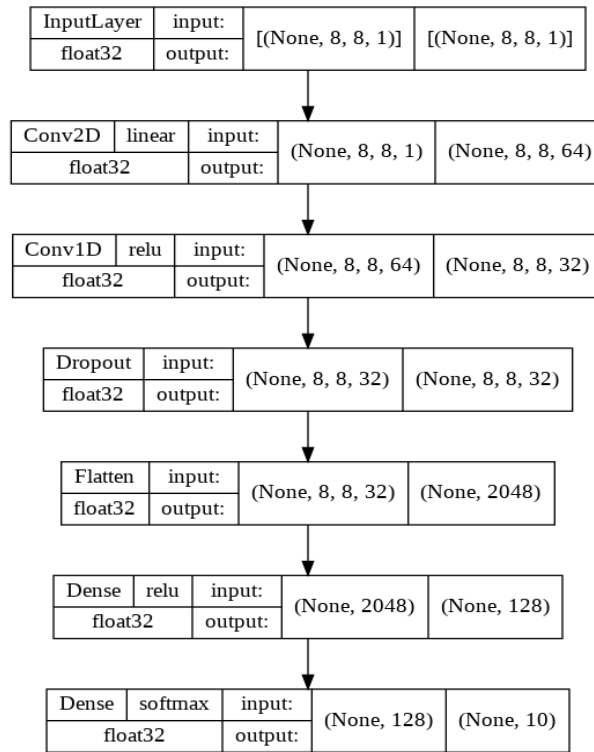 InputLayer input: [(None, 8, 8, 1)] [(None, 8, 8, 1)]
float32 output:
Conv2D linear input: (None, 8, 8, 1) (None, 8, 8, 64)
float32 output:
Conv1D relu input: (None, 8, 8, 64) (None, 8, 8, 32)
float32 output:
Dropout input: (None, 8, 8, 32) (None, 8, 8, 32)
float32 output:
Flatten input: (None, 8, 8, 32) (None, 2048)
float32 output:
Dense relu input: (None, 2048) (None, 128)
float32 output:
Dense softmax input: (None, 128) (None, 10)
float32 output: